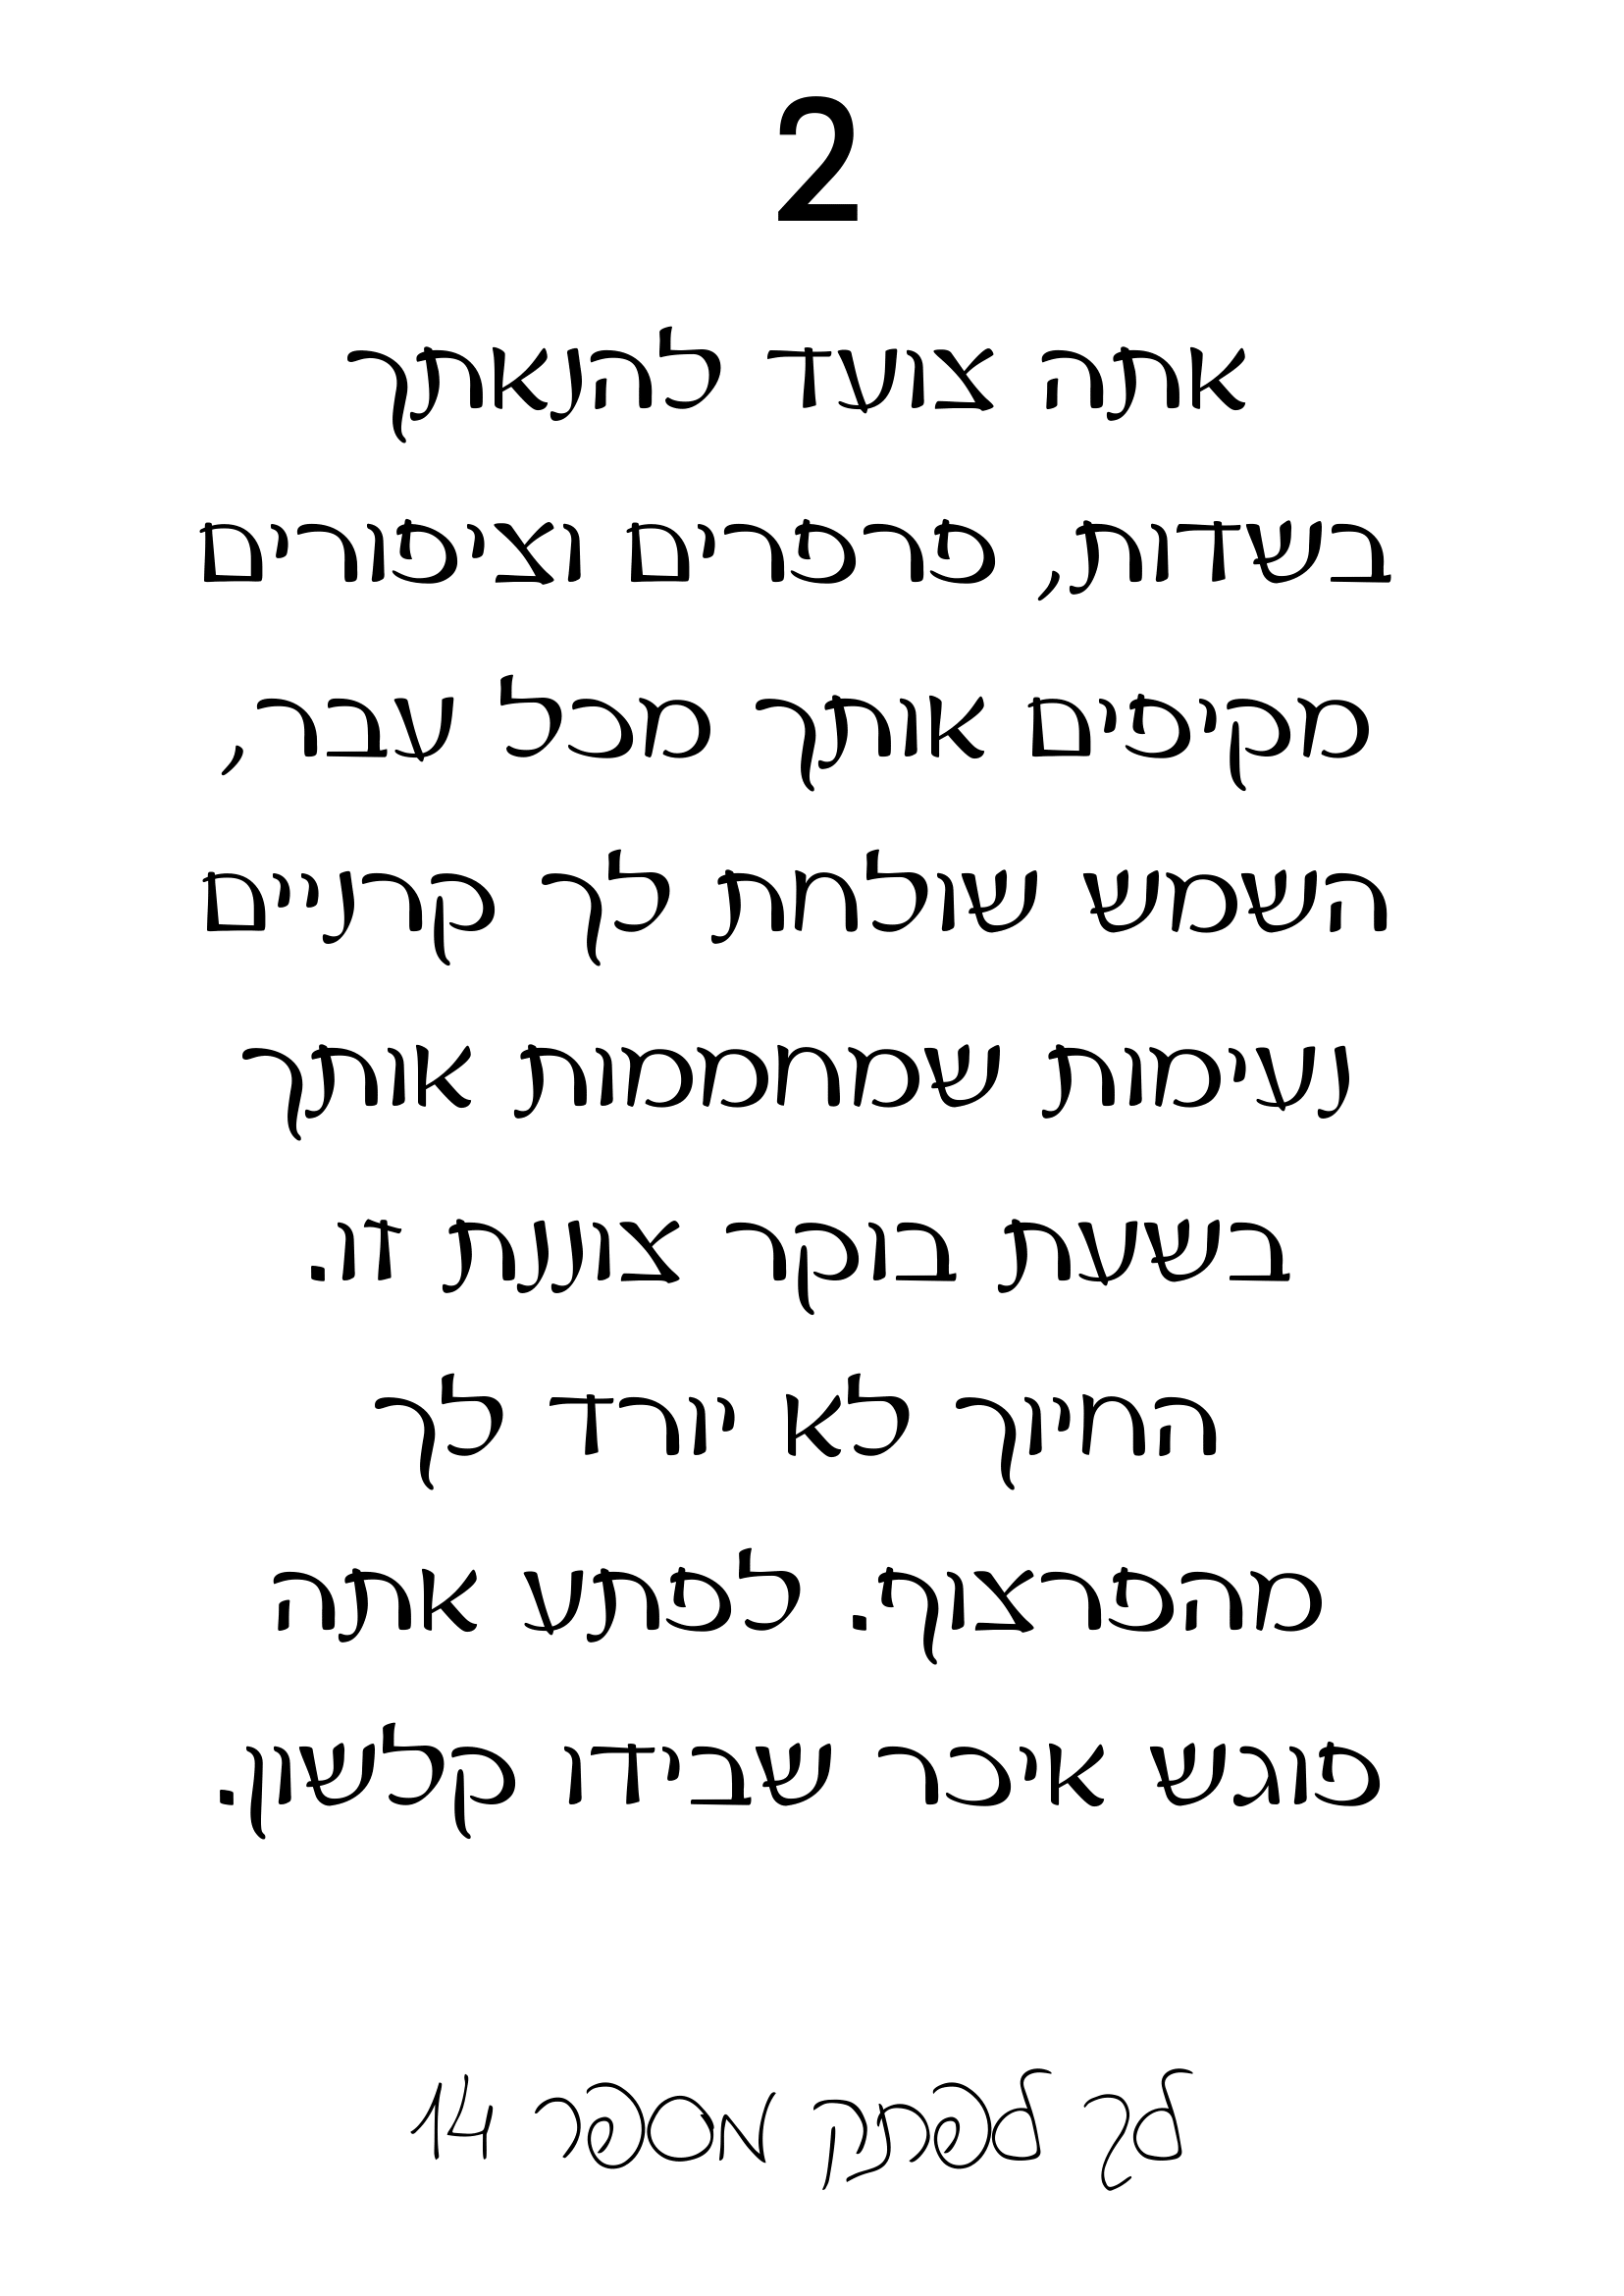 2
אתה צועד להנאתך
בשדות, פרפרים וציפורים
מקיפים אותך מכל עבר,
השמש שולחת לך קרניים
נעימות שמחממות אותך
בשעת בוקר צוננת זו.
החיוך לא יורד לך
מהפרצוף. לפתע אתה
פוגש איכר שבידו קלשון.
לך לפתק מספר 14